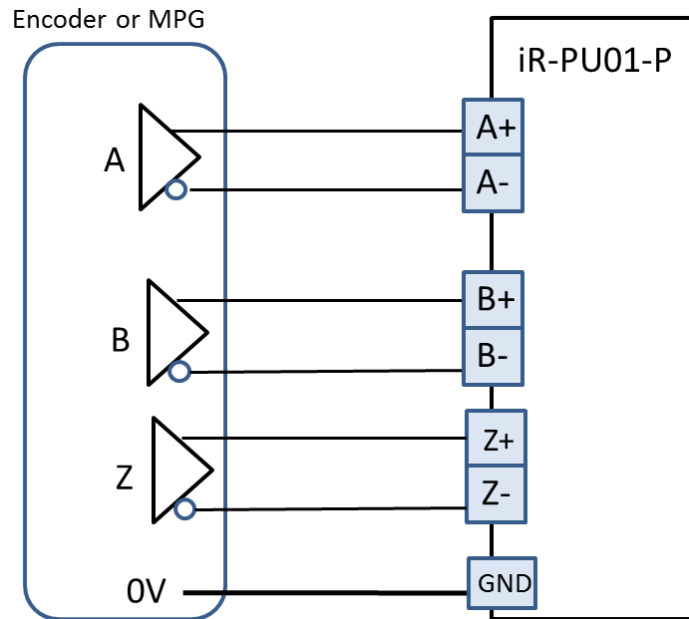 Encoder or MPG
iR-PU01-P
A
A+
A-
B
B+
B-
Z
Z+
Z-
0V
GND